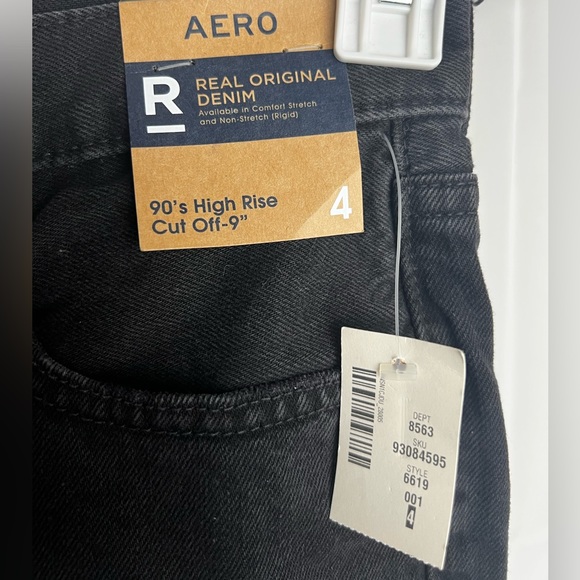 AERO
R
REAL ORIGINAL
DENIM
Available in Comfort Stretch
and Non-Stretch (Rigid)
90's High Rise
Cut Off-9"
4
DEPT
8563
SKU
93084595
STYLE
6619
001
4